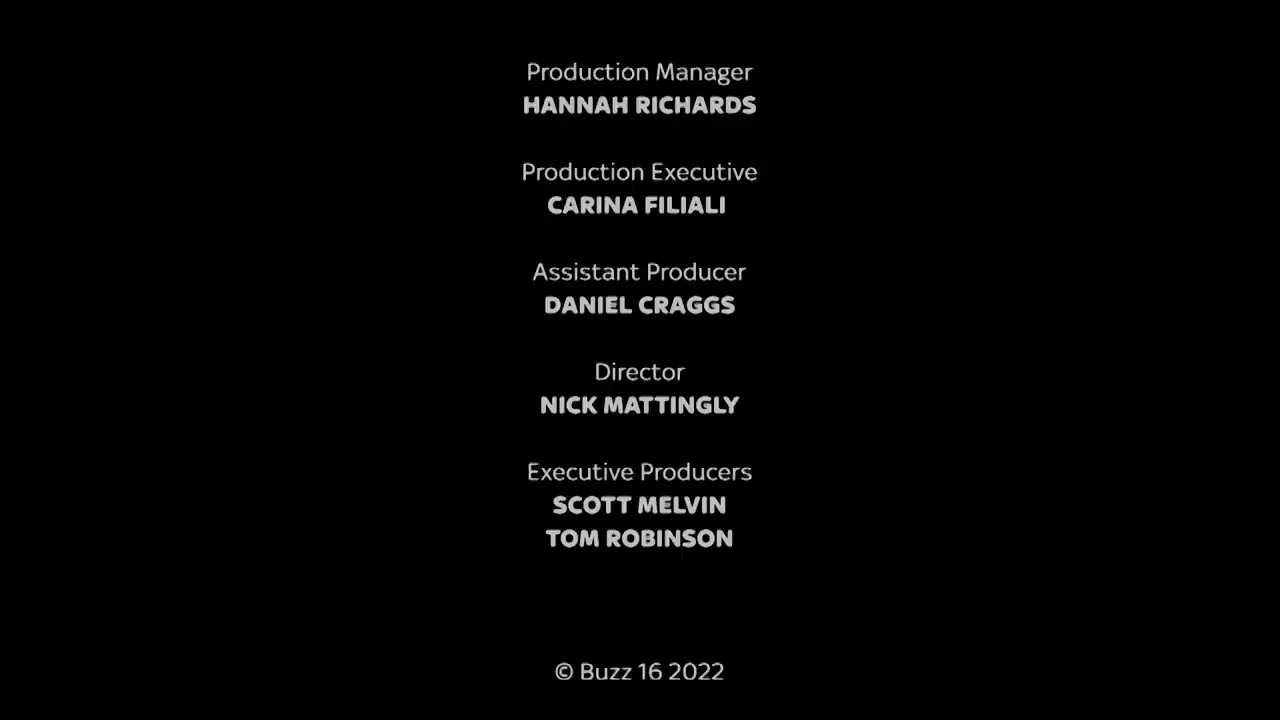 Production Manager
HANNAH RICHARDS
Production Executive
CARINA FILIALI
Assistant Producer
DANIEL CRAGGS
Director
NICK MATTINGLY
Executive Producers
SCOTT MELVIN
TOM ROBINSON
© Buzz 16 2022